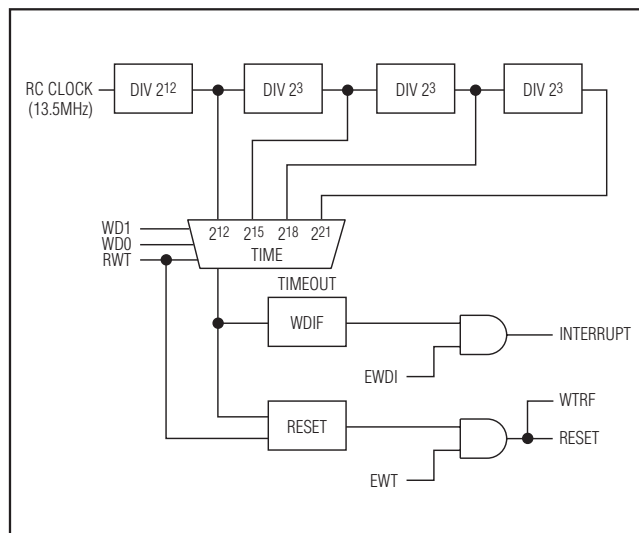 RC CLOCK
(13.5MHz)
DIV 2¹²
DIV 2³
DIV 2³
DIV 2³
WD1
WD0
RWT
2¹² 2¹⁵ 2¹⁸ 2²¹
TIME
TIMEOUT
WDIF
INTERRUPT
EWDI
WTRF
RESET
RESET
EWT